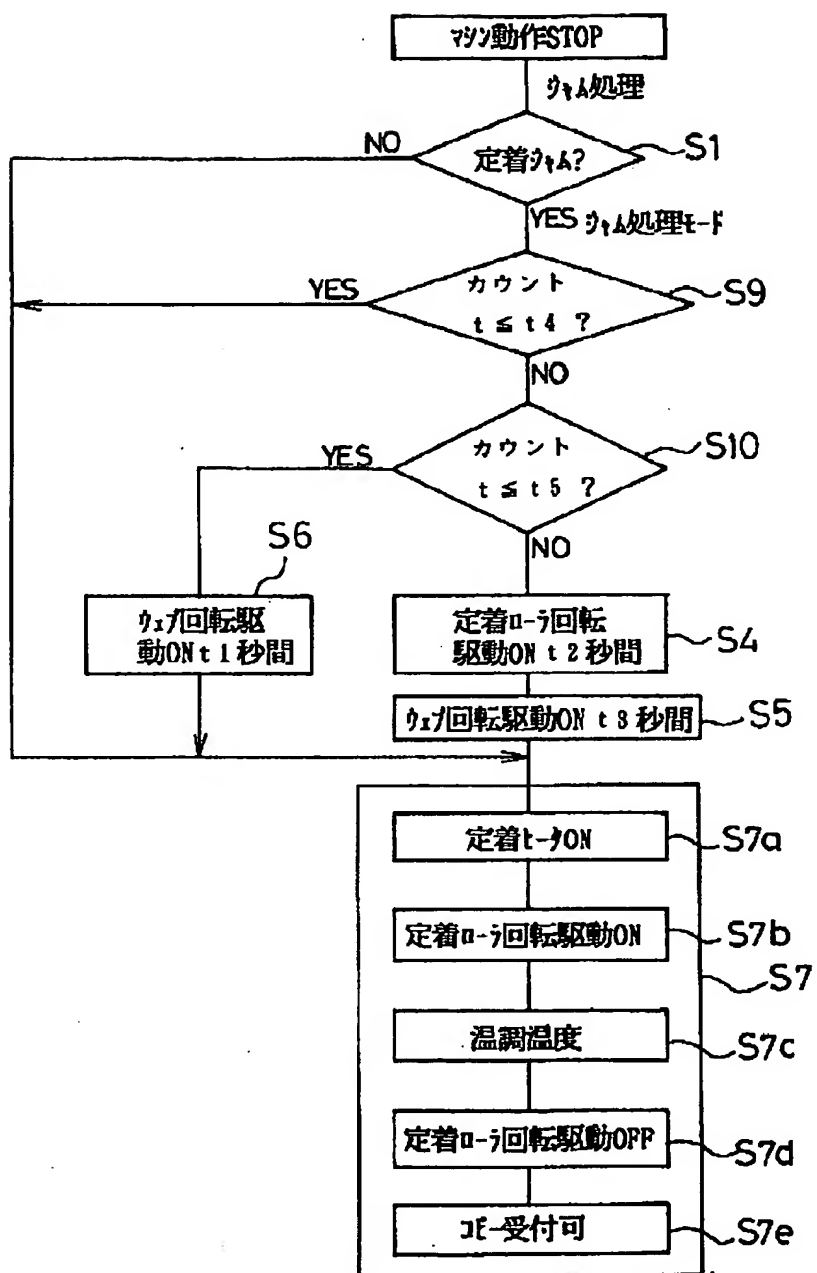 マシン動作STOP
ジャム処理
NO
定着ジャム?
S1
YES ジャム処理モード
YES
カウント
t ≦ t4 ?
S9
NO
YES
カウント
t ≦ t5 ?
S10
NO
S6
ウェブ回転駆
動ON t1秒間
定着ローラ回転
駆動ON t2秒間
S4
ウェブ回転駆動ON t3秒間
S5
定着ヒータON
S7a
定着ローラ回転駆動ON
S7b
S7
温調温度
S7c
定着ローラ回転駆動OFF
S7d
コピー受付可
S7e